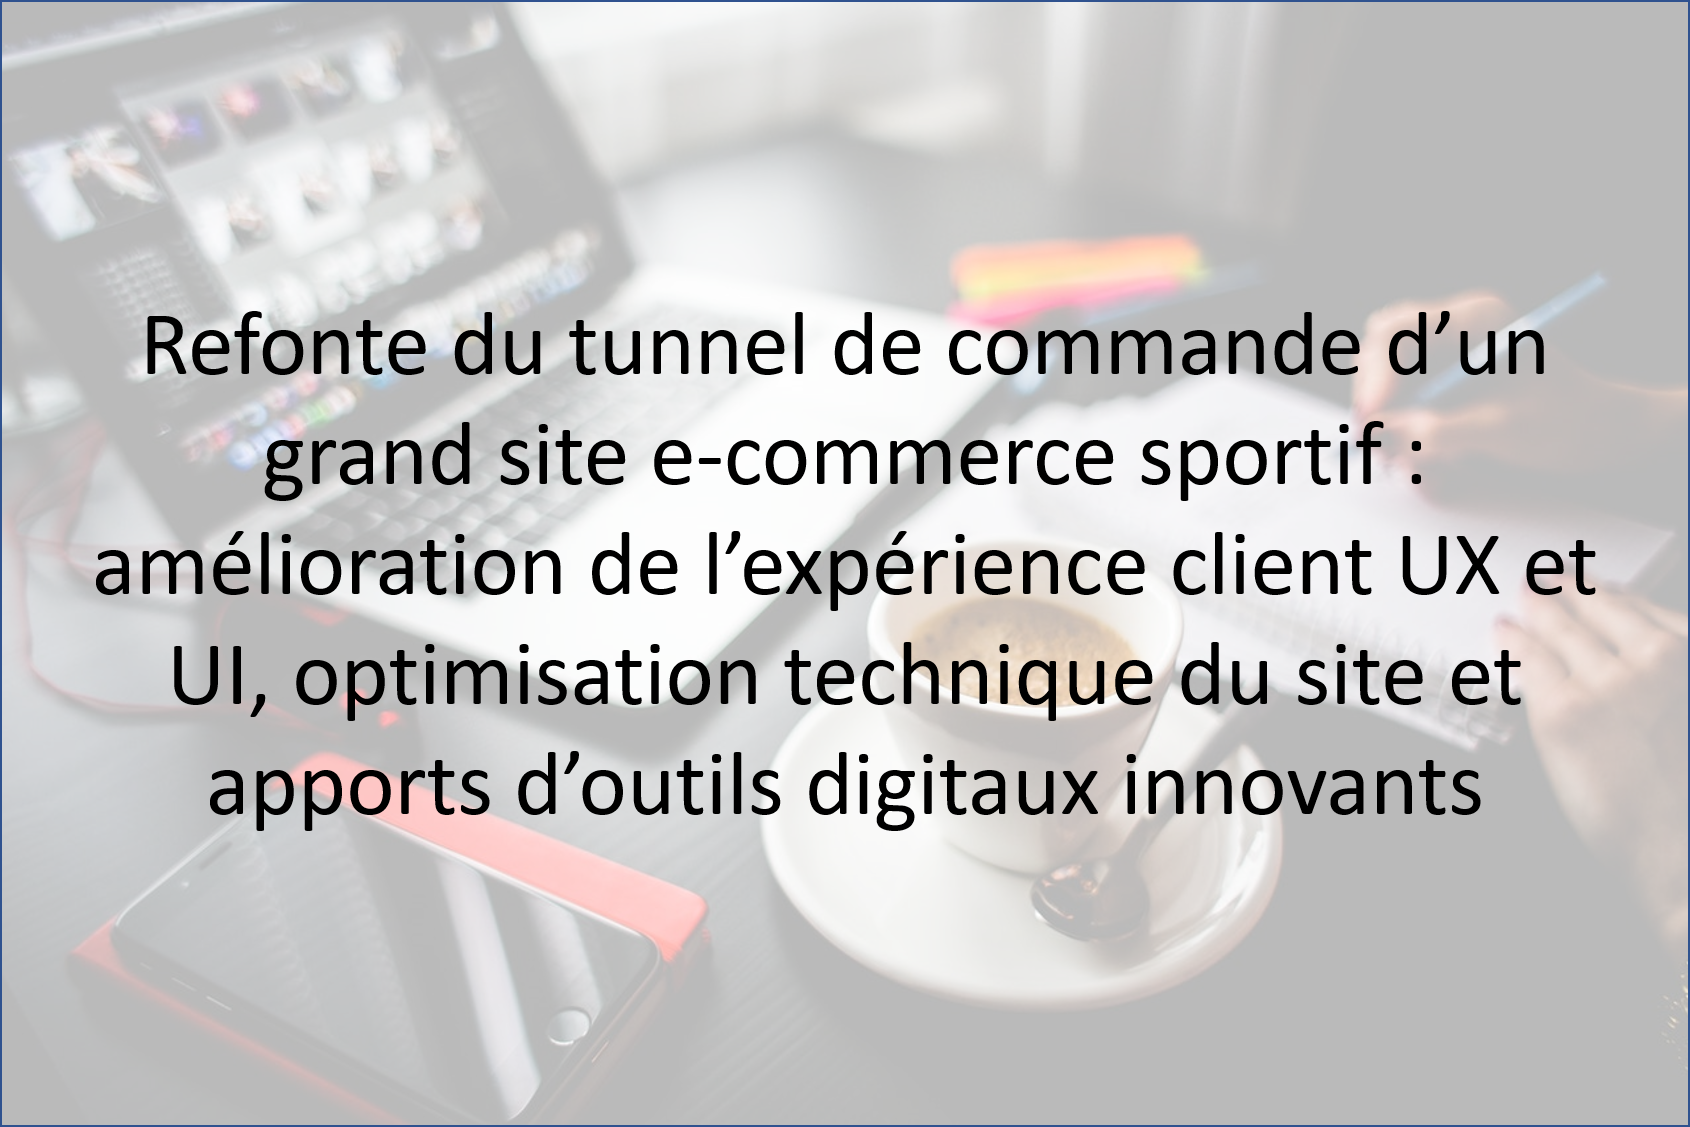 Refonte du tunnel de commande d’un
grand site e-commerce sportif :
amélioration de l’expérience client UX et
UI, optimisation technique du site et
apports d’outils digitaux innovants